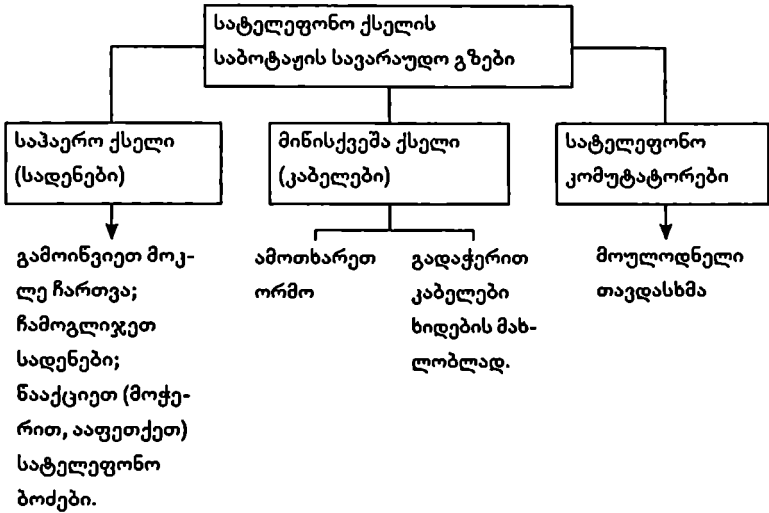 სატელეფონო ქსელის
საბოტაჟის სავარაუდო გზები
საჰაერო ქსელი
(სადენები)
მიწისქვეშა ქსელი
(კაბელები)
სატელეფონო
კომუტატორები
გამოიწვიეთ მოკ-
ლე ჩართვა;
ჩამოგლიჯეთ
სადენები;
წააქციეთ (მოჭე-
რით, ააფეთქეთ)
სატელეფონო
ბოძები.
ამოთხარეთ
ორმო
გადაჭერით
კაბელები
ხიდების მახ-
ლობლად.
მოულოდნელი
თავდასხმა